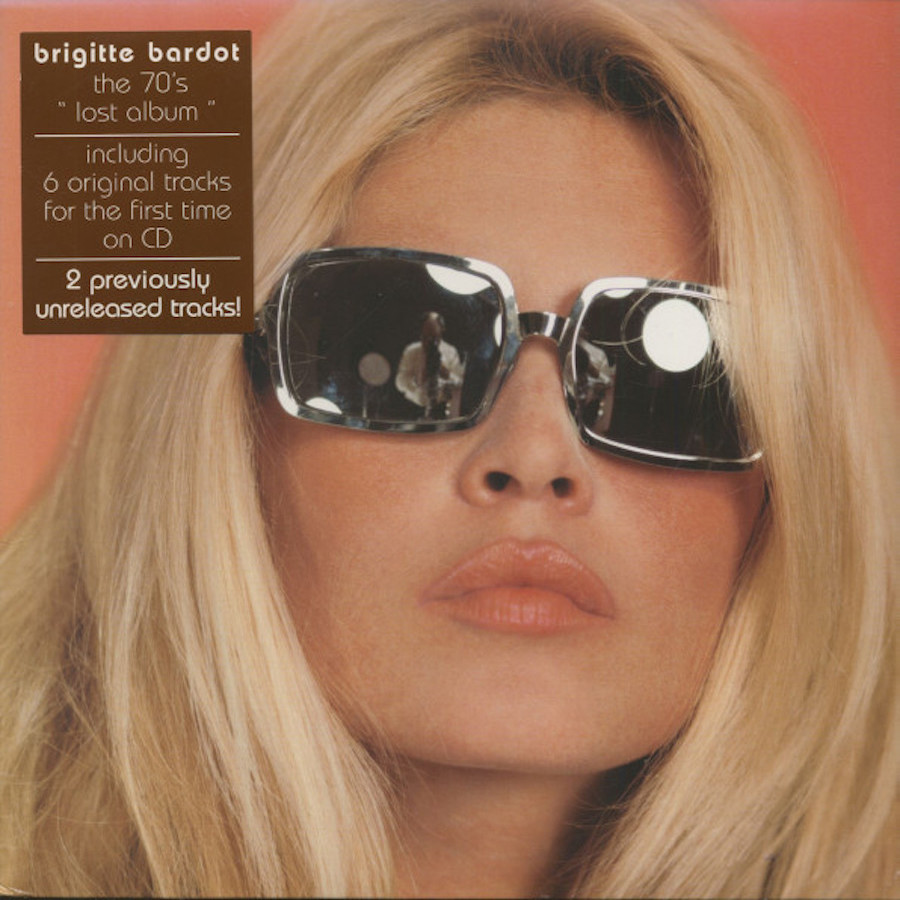 brigitte bardot
the 70's
" lost album "
including
6 original tracks
for the first time
on CD
2 previously
unreleased tracks!